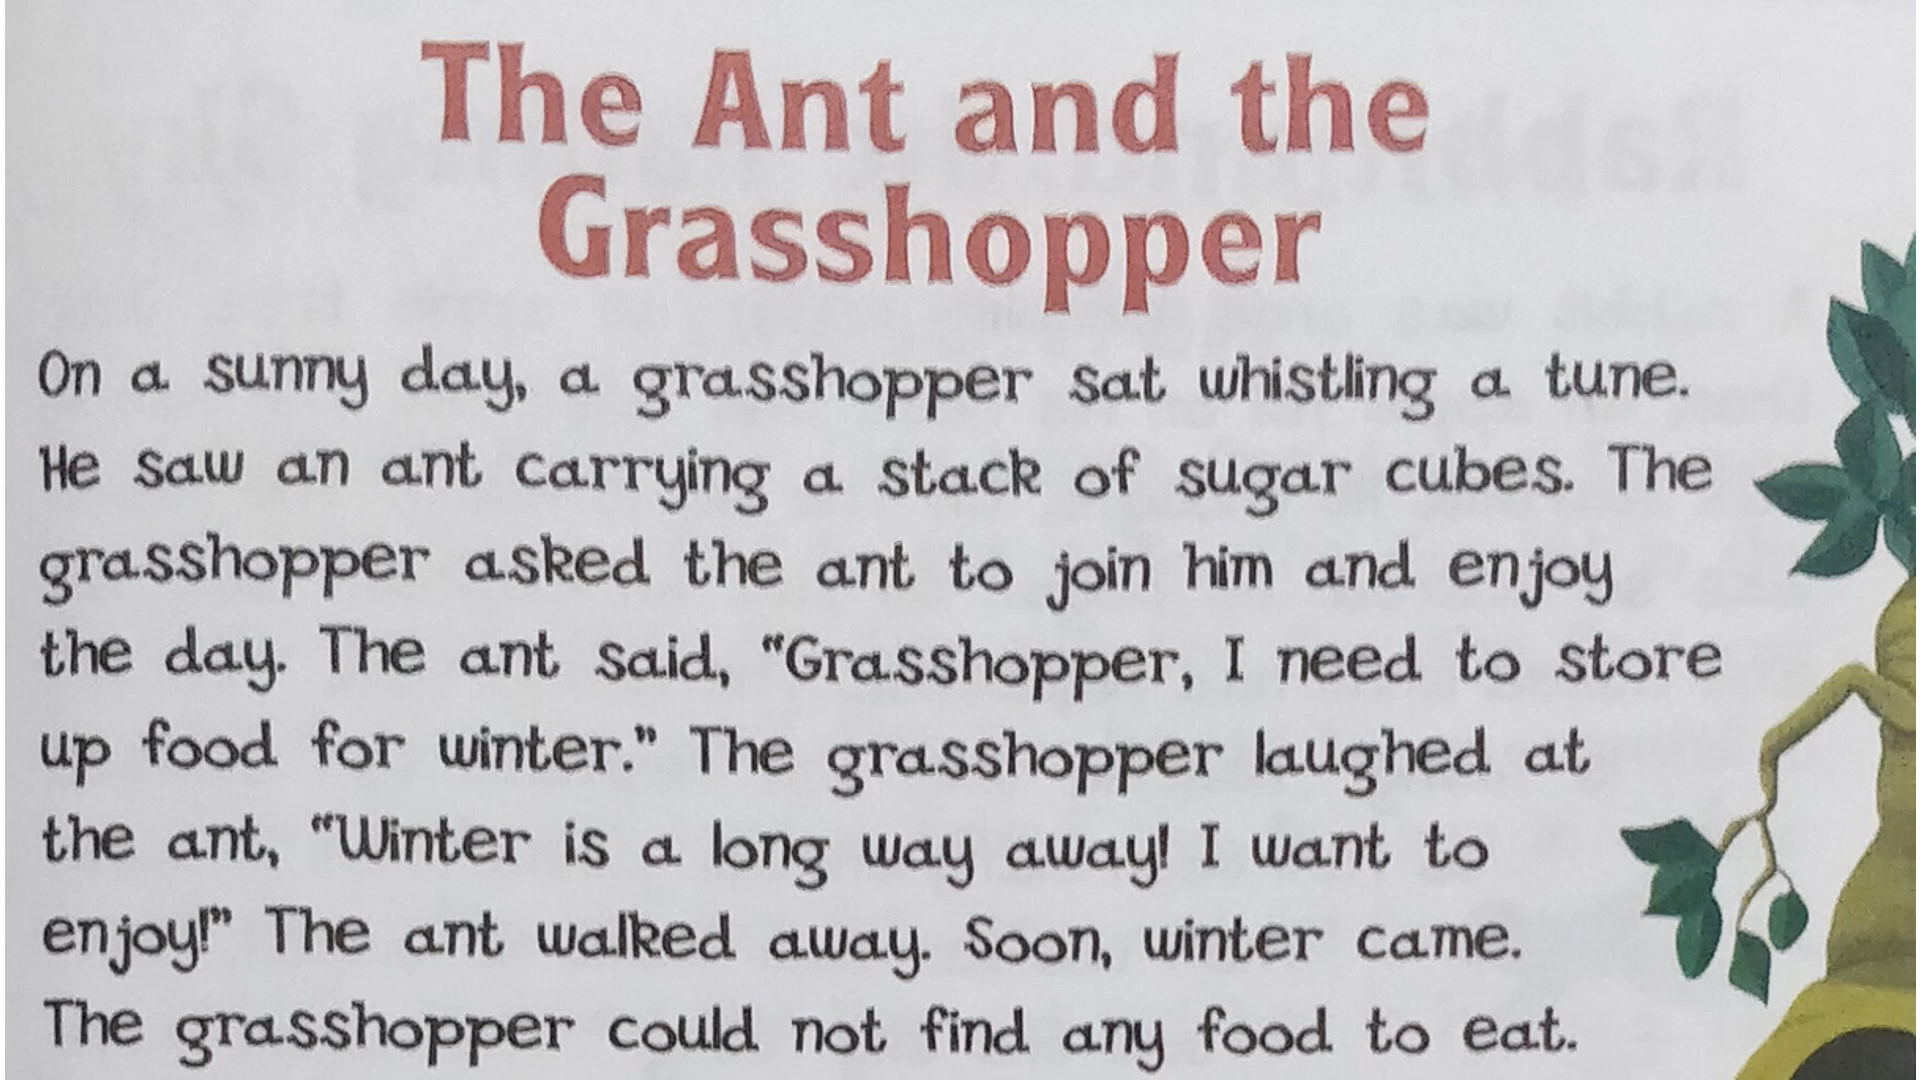 The Ant and the
Grasshopper
On a sunny day, a grasshopper sat whistling a tune.
He saw an ant carrying a stack of sugar cubes. The
grasshopper asked the ant to join him and enjoy
the day. The ant said, “Grasshopper, I need to store
up food for winter.” The grasshopper laughed at
the ant, “Winter is a long way away! I want to
enjoy!” The ant walked away. Soon, winter came.
The grasshopper could not find any food to eat.